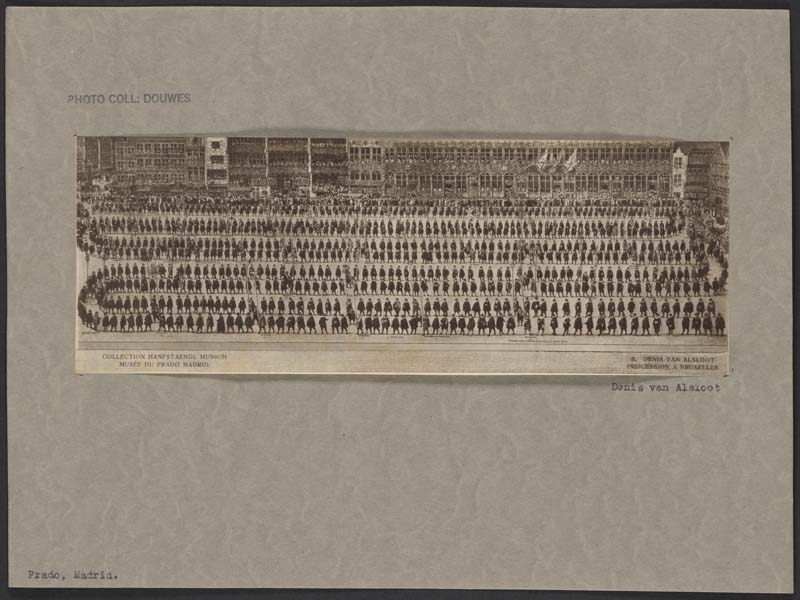 PHOTO COLL: DOUWES
COLLECTION HANFSTAENGL MUNICH
MUSÉE DU PRADO MADRID
8. DENIS VAN ALSLOOT
PROCESSION A BRUXELLES
Denis van Alsloot
Prado, Madrid.